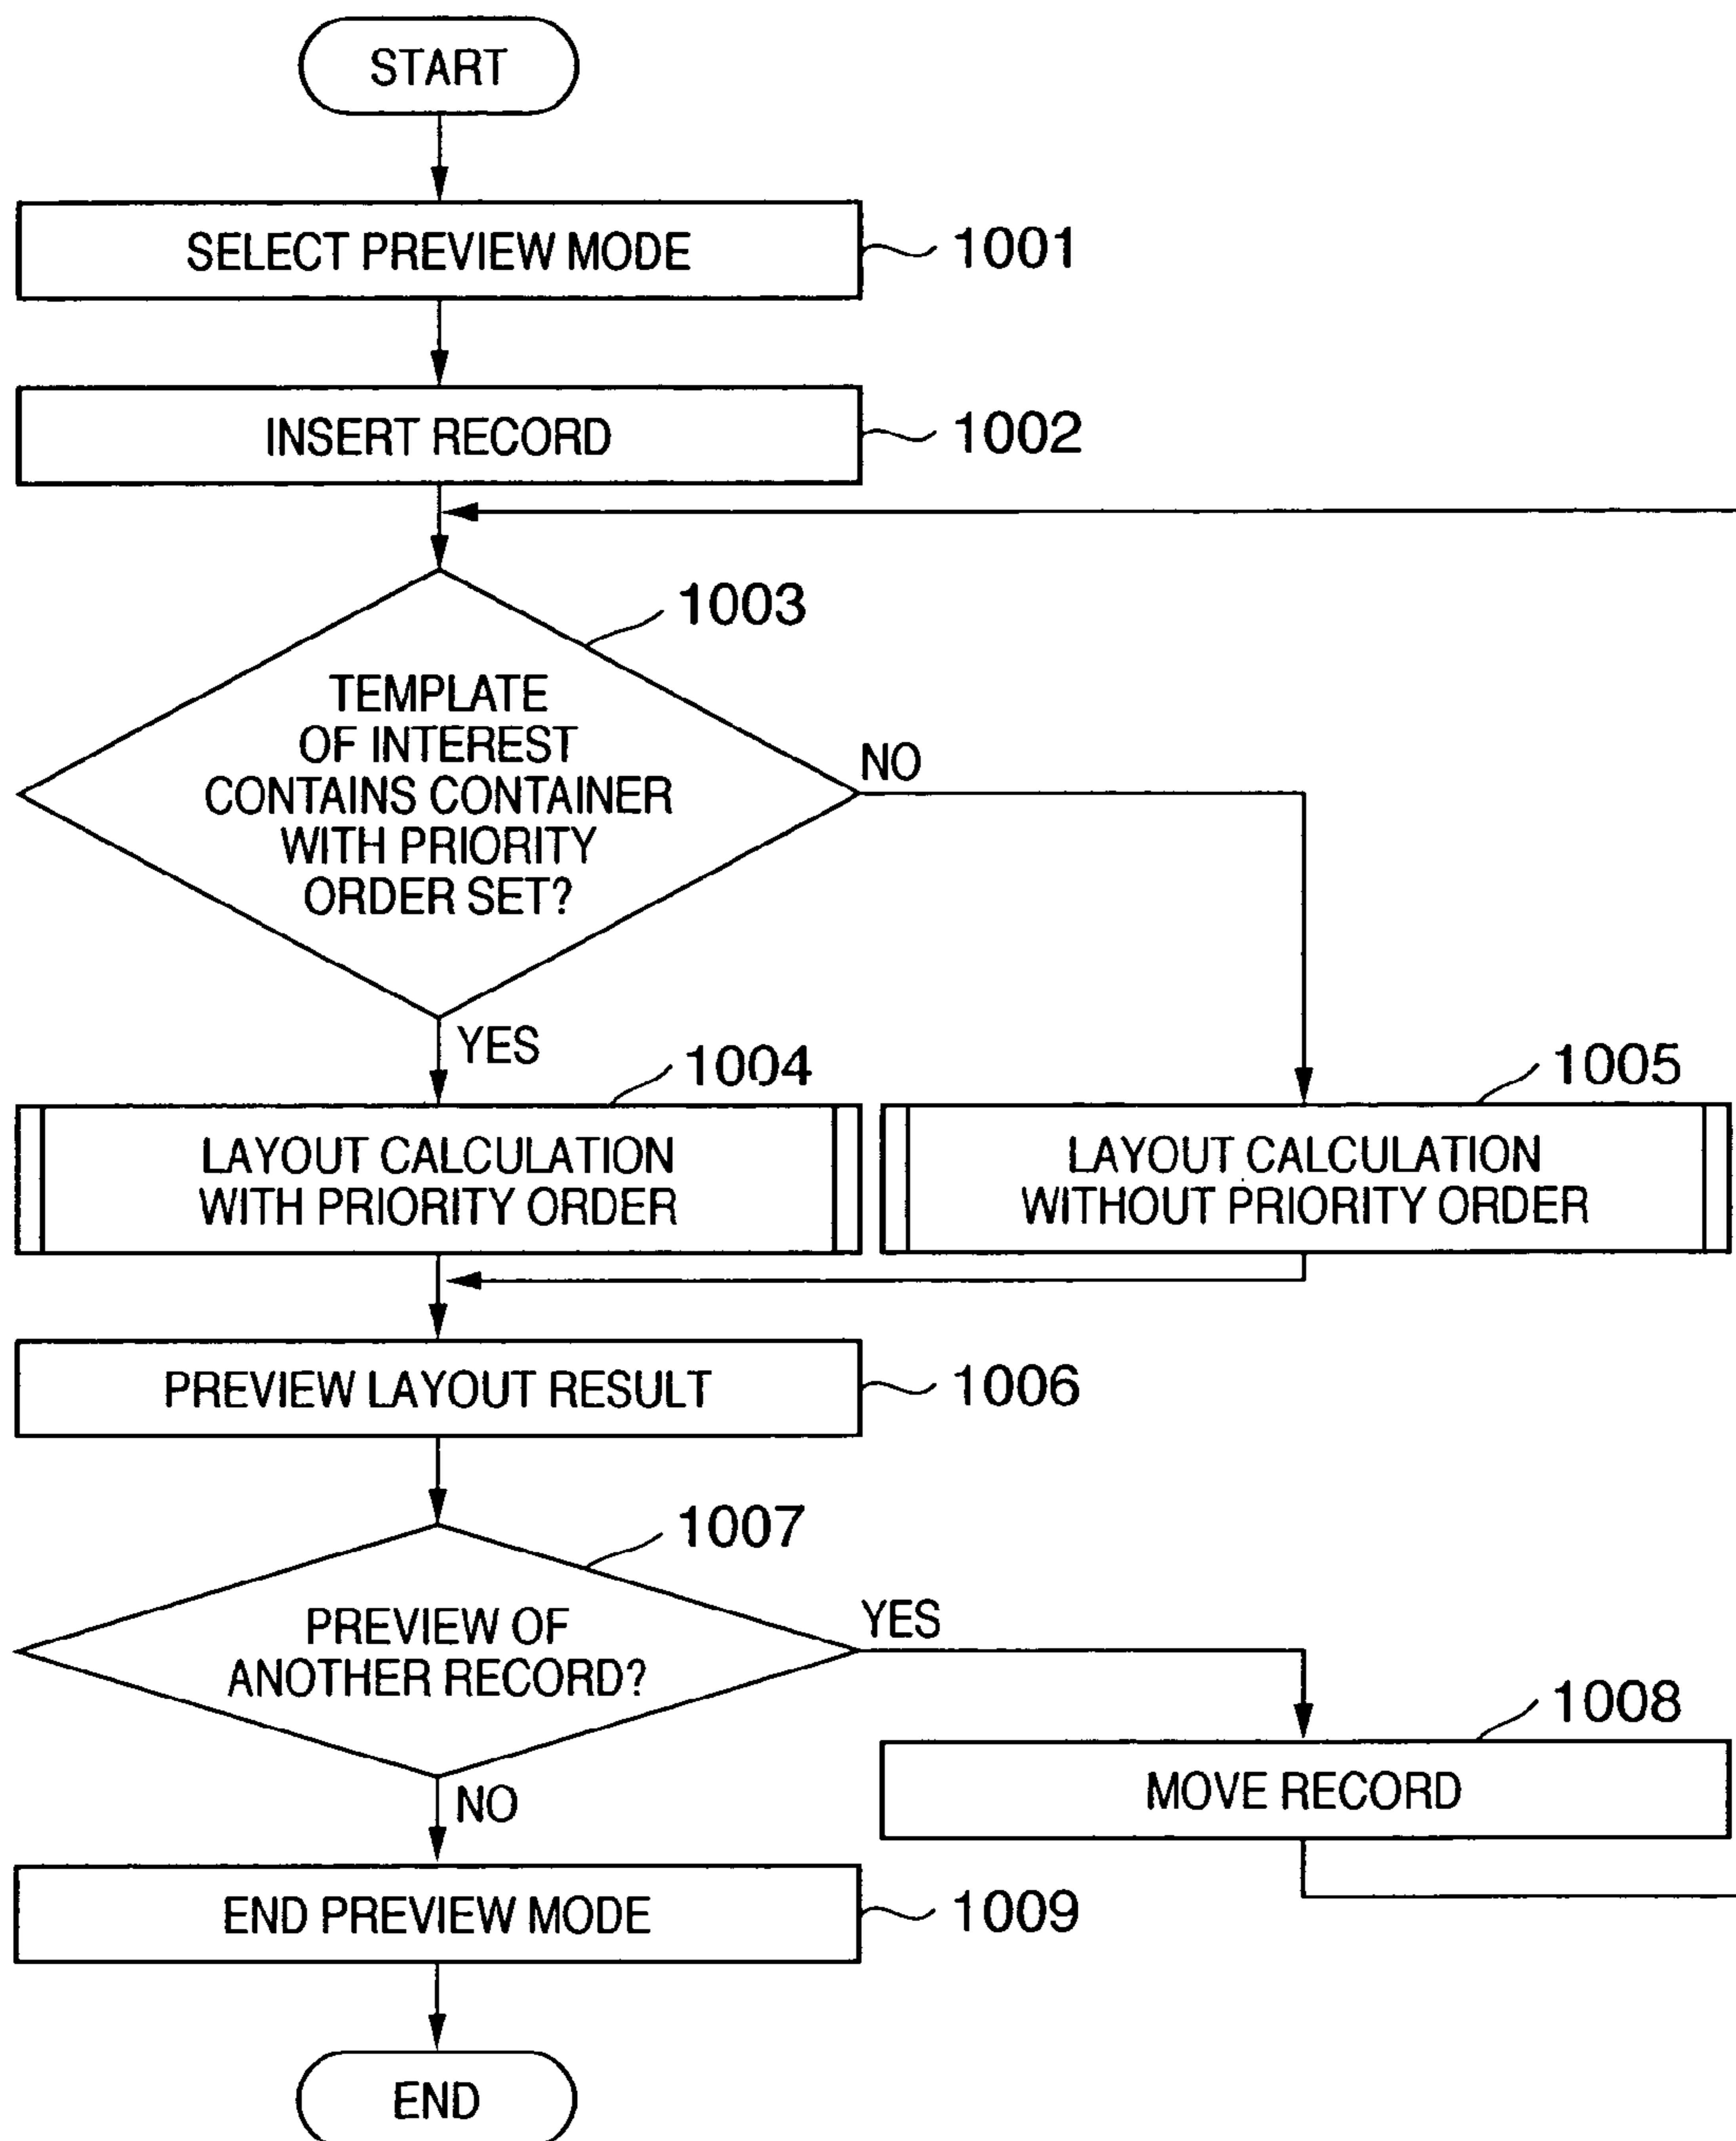 START
SELECT PREVIEW MODE
1001
INSERT RECORD
1002
1003
TEMPLATE
OF INTEREST
CONTAINS CONTAINER
WITH PRIORITY
ORDER SET?
NO
YES
1004
1005
LAYOUT CALCULATION
WITH PRIORITY ORDER
LAYOUT CALCULATION
WITHOUT PRIORITY ORDER
PREVIEW LAYOUT RESULT
1006
1007
PREVIEW OF
ANOTHER RECORD?
YES
1008
MOVE RECORD
NO
END PREVIEW MODE
1009
END